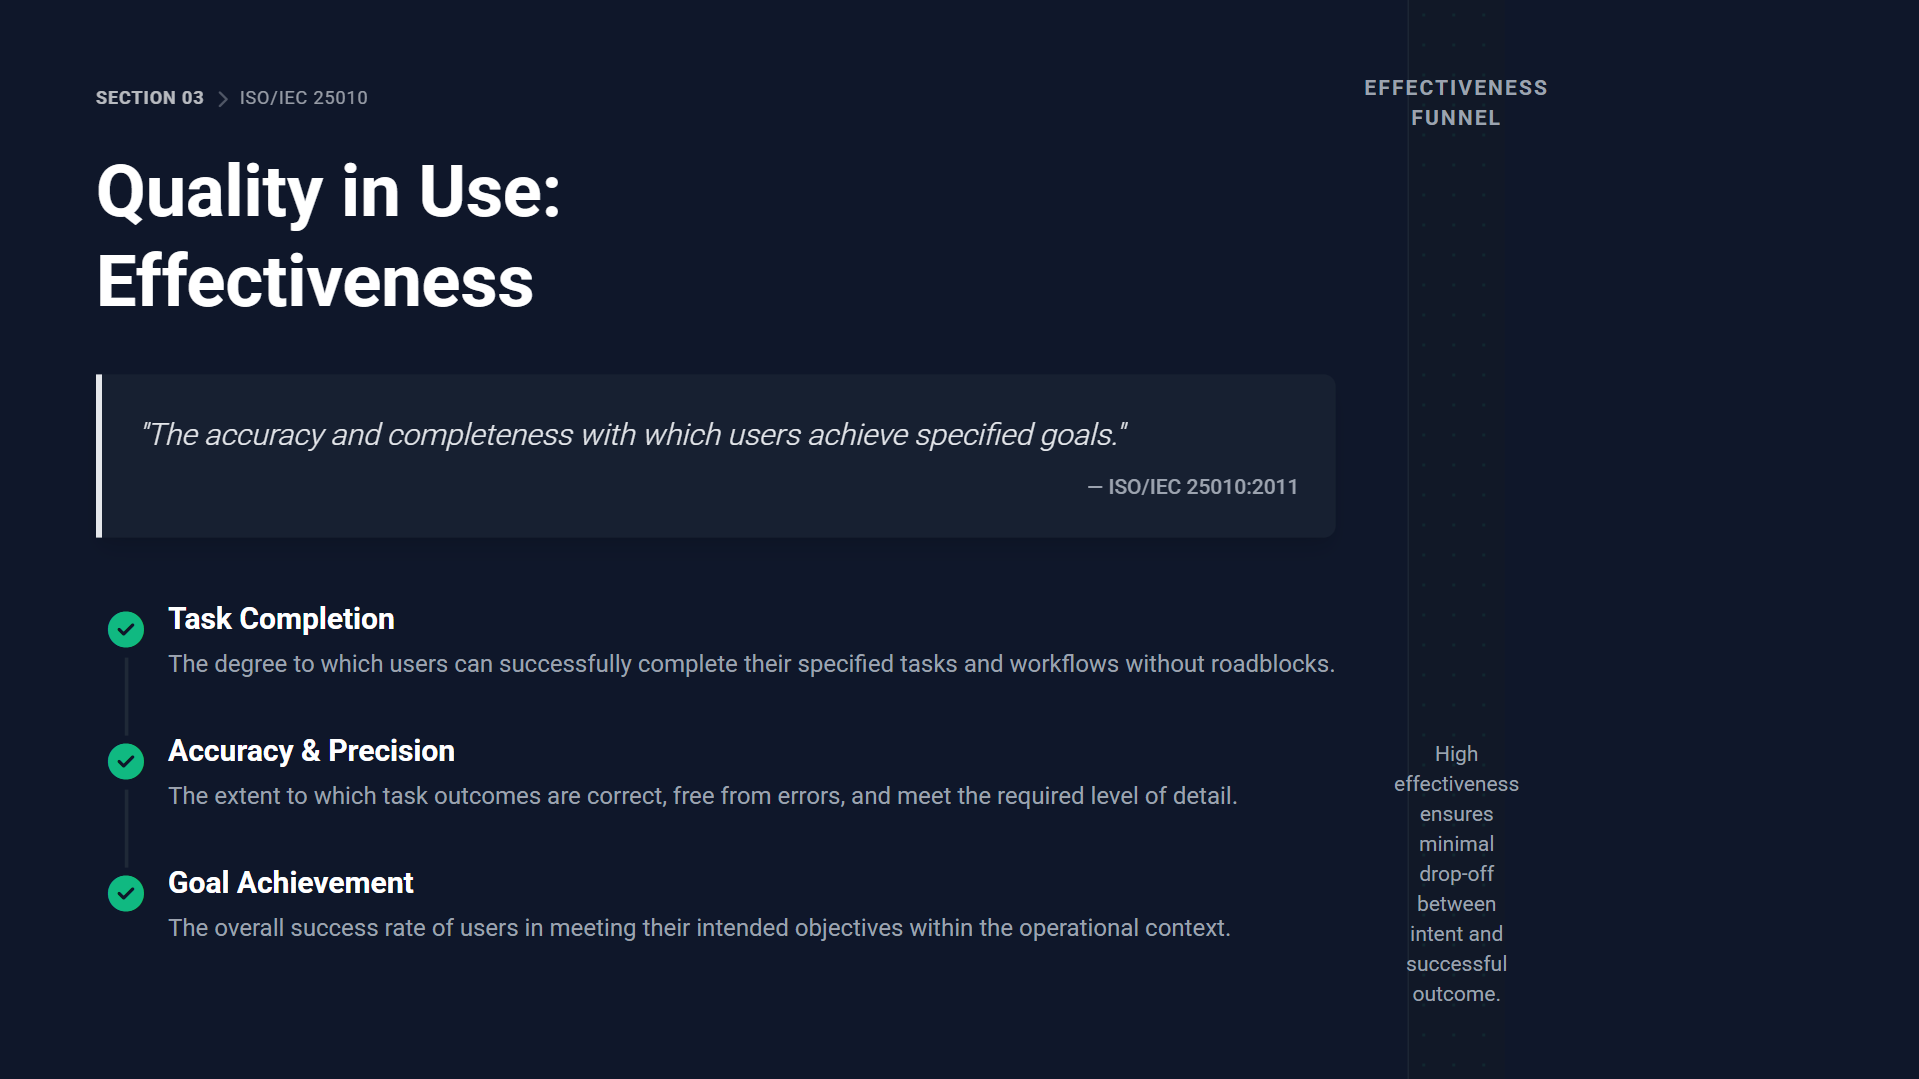 SECTION 03 > ISO/IEC 25010
Quality in Use:
Effectiveness
"The accuracy and completeness with which users achieve specified goals."
— ISO/IEC 25010:2011
Task Completion
The degree to which users can successfully complete their specified tasks and workflows without roadblocks.
Accuracy & Precision
The extent to which task outcomes are correct, free from errors, and meet the required level of detail.
Goal Achievement
The overall success rate of users in meeting their intended objectives within the operational context.
EFFECTIVENESS
FUNNEL
High
effectiveness
ensures
minimal
drop-off
between
intent and
successful
outcome.